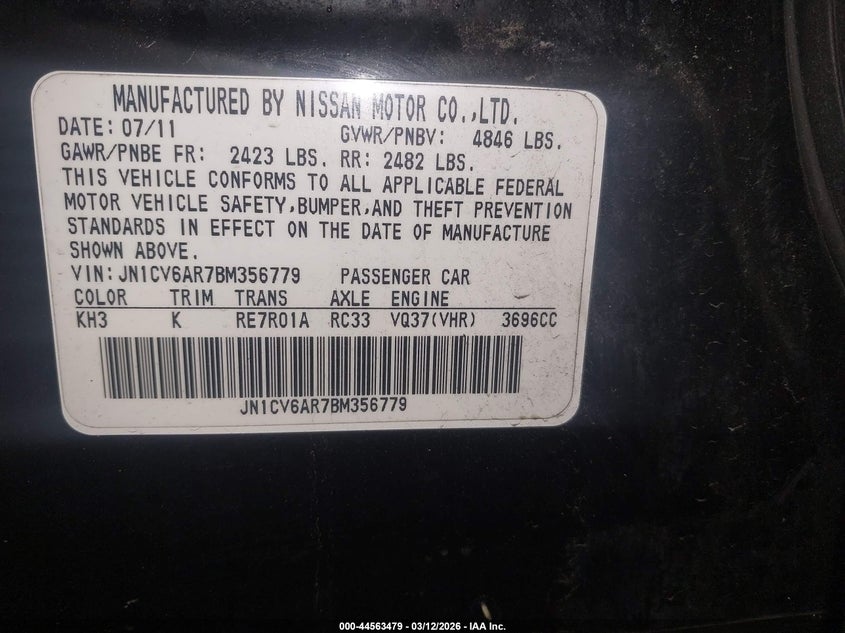 MANUFACTURED BY NISSAN MOTOR CO.,LTD.
DATE: 07/11 GVWR/PNBV: 4846 LBS.
GAWR/PNBE FR: 2423 LBS. RR: 2482 LBS.
THIS VEHICLE CONFORMS TO ALL APPLICABLE FEDERAL
MOTOR VEHICLE SAFETY,BUMPER,AND THEFT PREVENTION
STANDARDS IN EFFECT ON THE DATE OF MANUFACTURE
SHOWN ABOVE.
VIN:JN1CV6AR7BM356779 PASSENGER CAR
COLOR TRIM TRANS AXLE ENGINE
KH3 K RE7R01A RC33 VQ37(VHR) 3696CC
JN1CV6AR7BM356779
000-44563479 - 03/12/2026 - IAA Inc.